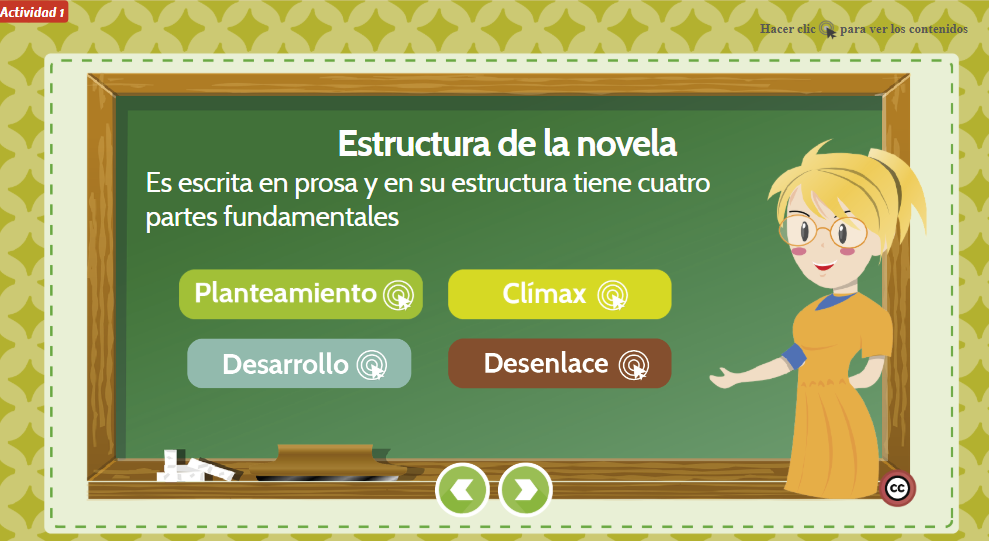 Actividad 1
Hacer clic para ver los contenidos
Estructura de la novela
Es escrita en prosa y en su estructura tiene cuatro
partes fundamentales
Planteamiento
Clímax
Desarrollo
Desenlace
cc